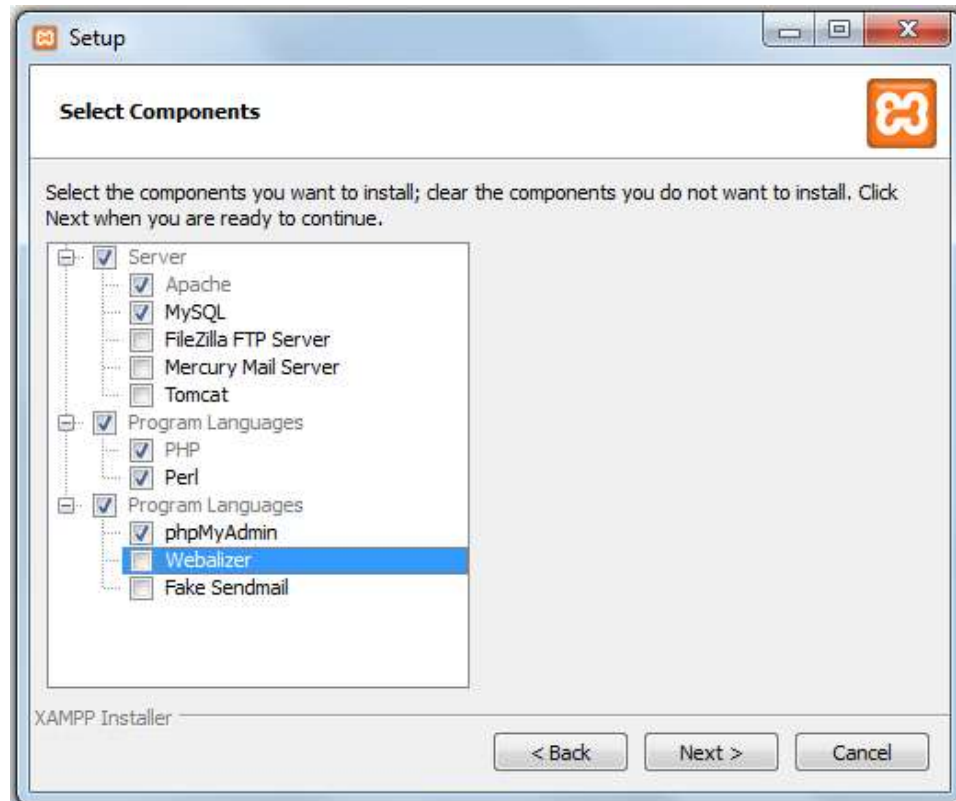 Setup
Select Components
Select the components you want to install; clear the components you do not want to install. Click
Next when you are ready to continue.
Server
Apache
MySQL
FileZilla FTP Server
Mercury Mail Server
Tomcat
Program Languages
PHP
Perl
Program Languages
phpMyAdmin
Webalizer
Fake Sendmail
XAMPP Installer
< Back Next > Cancel